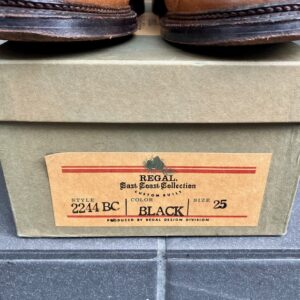 REGAL.
East Coast Collection
CUSTOM BUILT
STYLE COLOR SIZE
2244 BC BLACK 25
PRODUCED BY REGAL DESIGN DIVISION